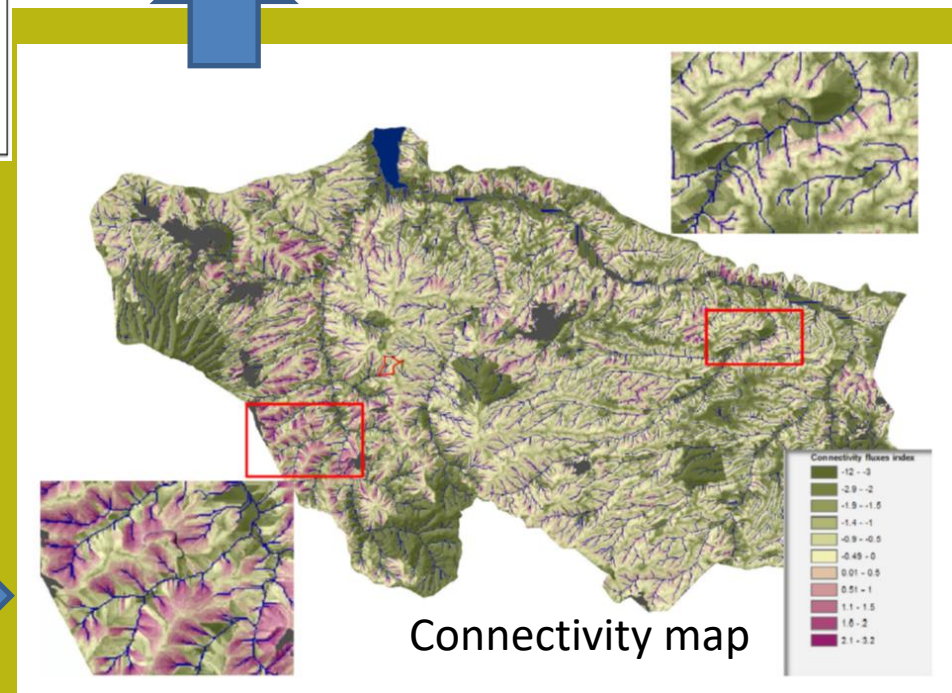 Connectivity map
Connectivity fluxes index
-12 - -3
-2.9 - -2
-1.9 - -1.5
-1.4 - -1
-0.9 - -0.5
-0.49 - 0
0.01 - 0.5
0.51 - 1
1.1 - 1.5
1.6 - 2
2.1 - 3.2